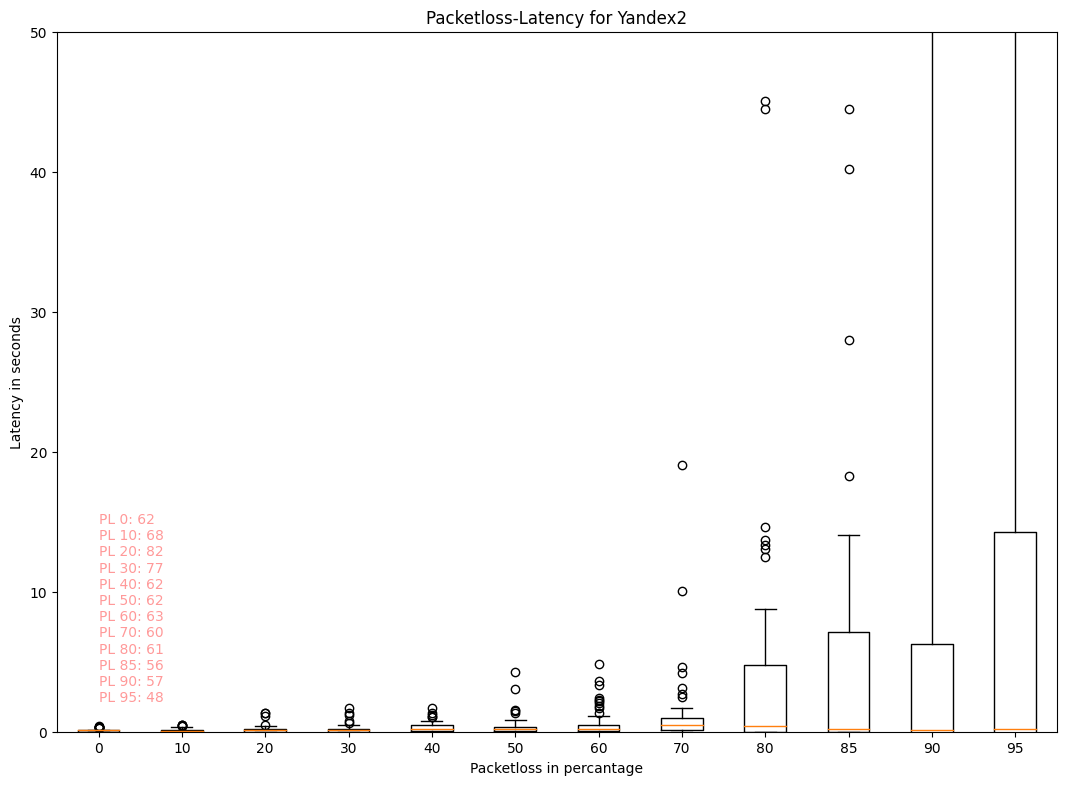 Packetloss-Latency for Yandex2
50
40
30
20
10
0
Latency in seconds
PL 0: 62
PL 10: 68
PL 20: 82
PL 30: 77
PL 40: 62
PL 50: 62
PL 60: 63
PL 70: 60
PL 80: 61
PL 85: 56
PL 90: 57
PL 95: 48
0 10 20 30 40 50 60 70 80 85 90 95
Packetloss in percantage